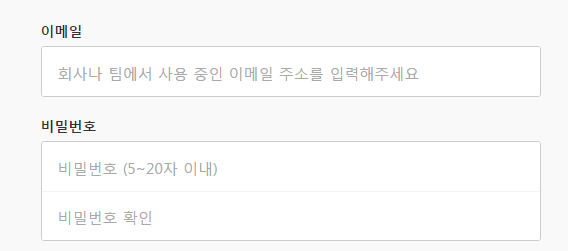 이메일
회사나 팀에서 사용 중인 이메일 주소를 입력해주세요
비밀번호
비밀번호 (5~20자 이내)
비밀번호 확인